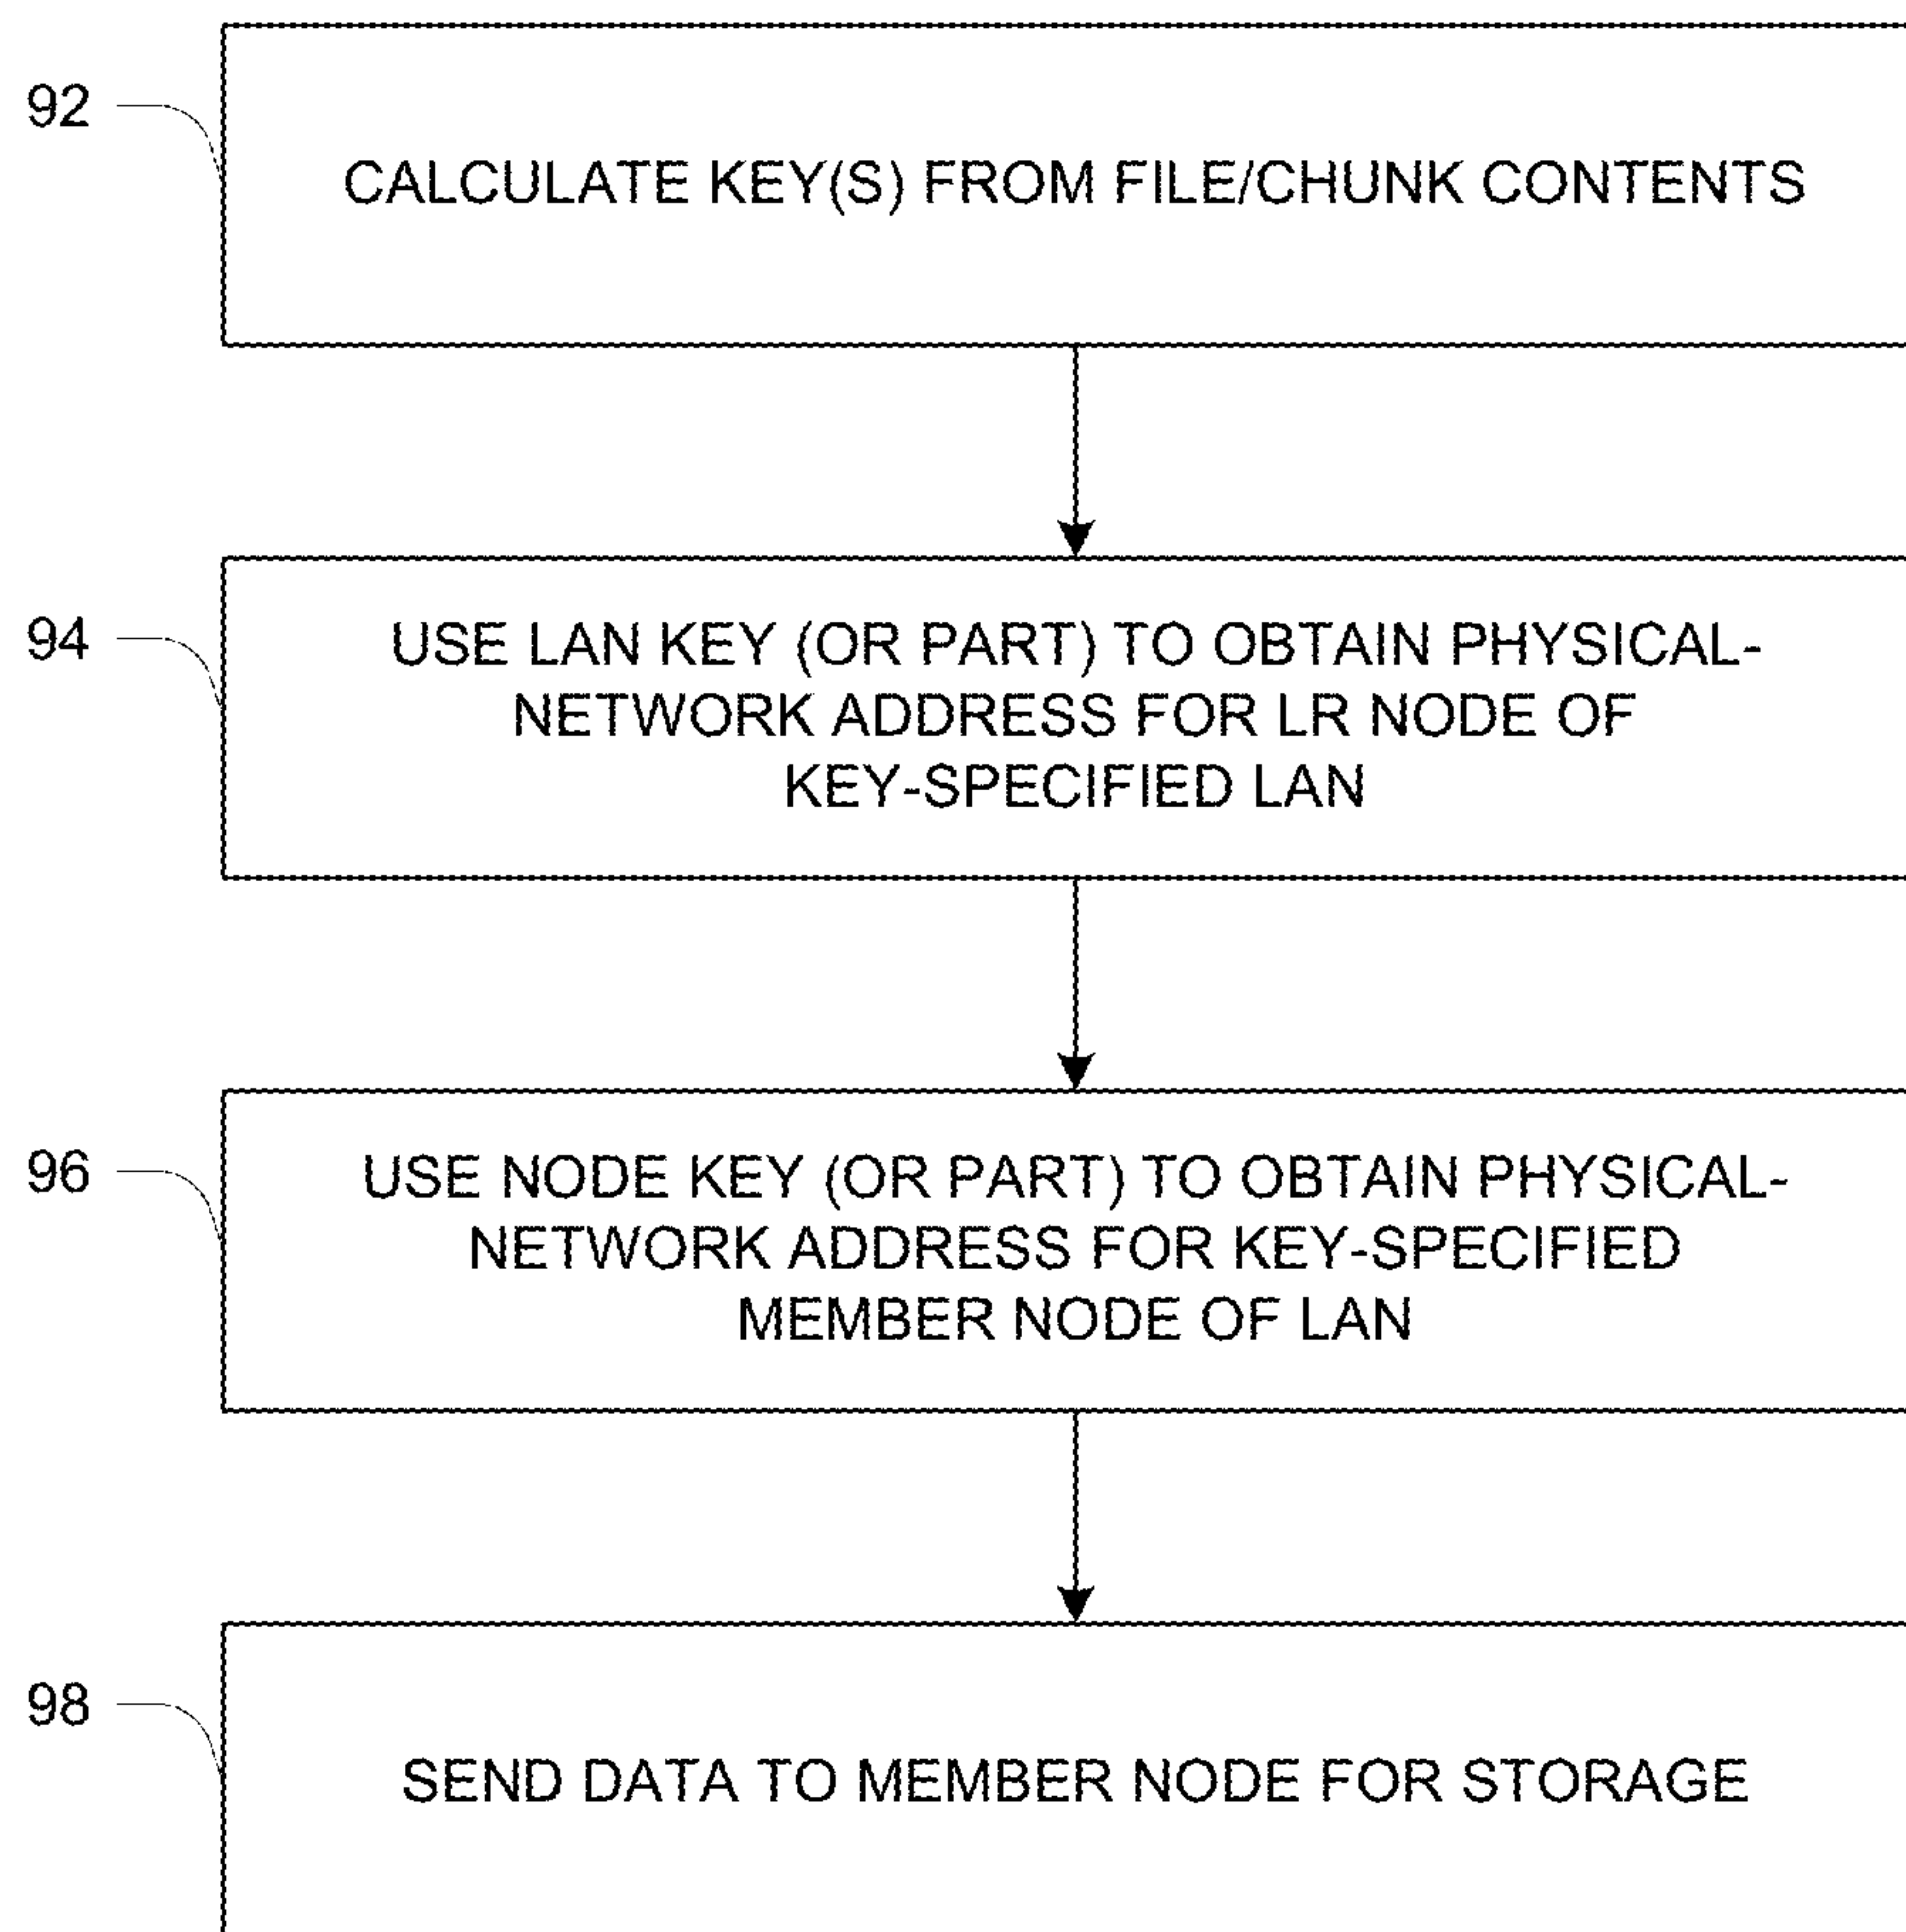 92
CALCULATE KEY(S) FROM FILE/CHUNK CONTENTS
94
USE LAN KEY (OR PART) TO OBTAIN PHYSICAL-
NETWORK ADDRESS FOR LR NODE OF
KEY-SPECIFIED LAN
96
USE NODE KEY (OR PART) TO OBTAIN PHYSICAL-
NETWORK ADDRESS FOR KEY-SPECIFIED
MEMBER NODE OF LAN
98
SEND DATA TO MEMBER NODE FOR STORAGE